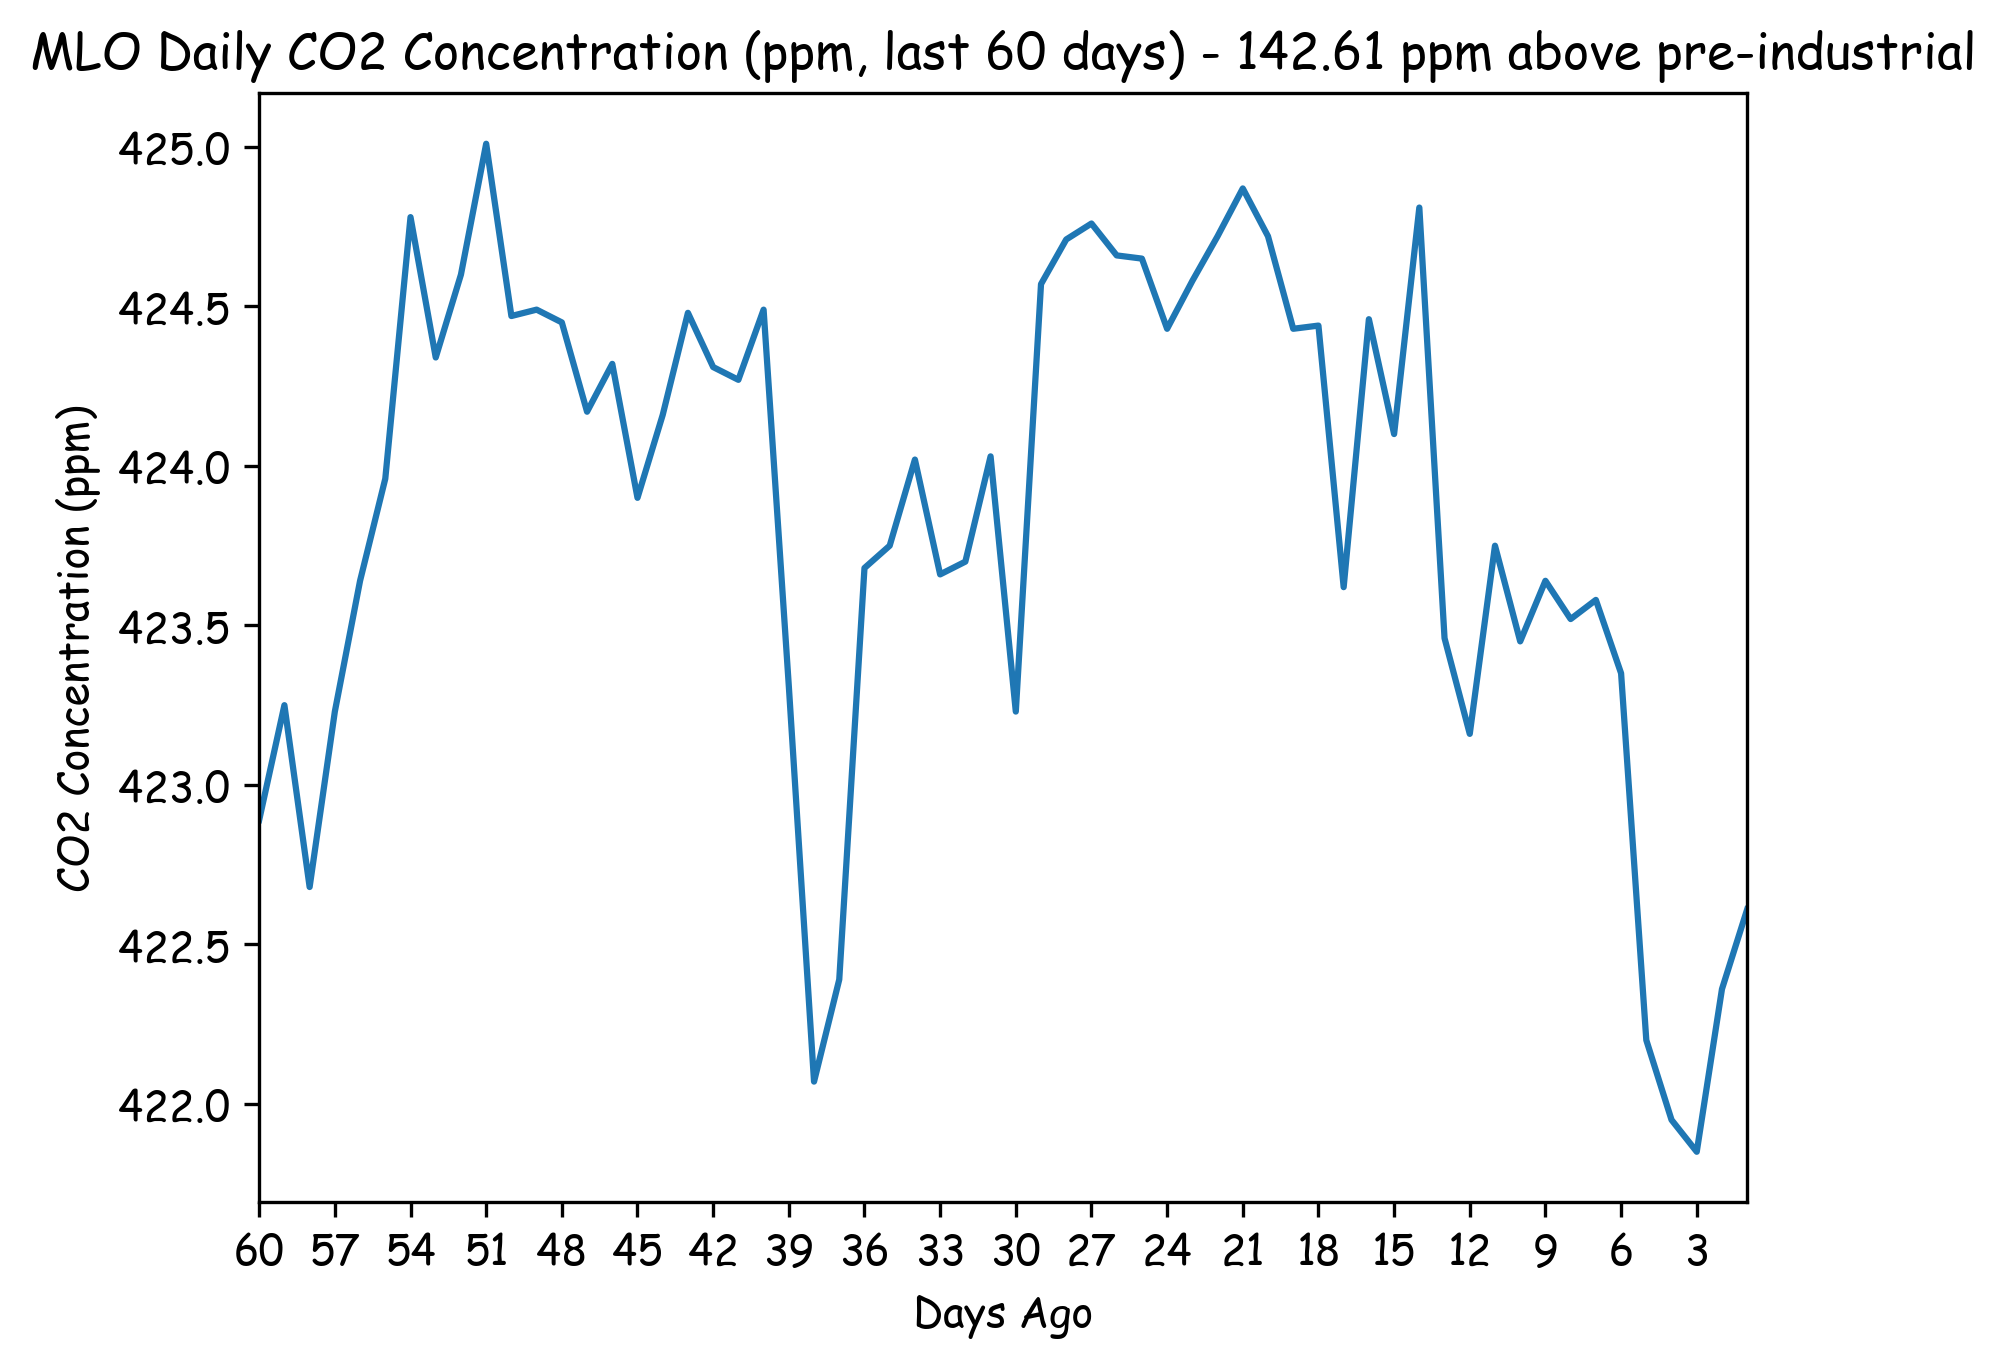 MLO Daily CO2 Concentration (ppm, last 60 days) - 142.61 ppm above pre-industrial
CO2 Concentration (ppm)
425.0
424.5
424.0
423.5
423.0
422.5
422.0
60 57 54 51 48 45 42 39 36 33 30 27 24 21 18 15 12 9 6 3
Days Ago